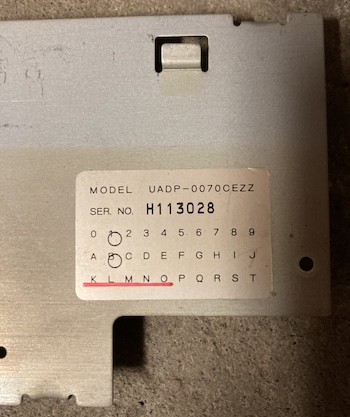 MODEL UADP-0070CEZZ
SER. NO. H113028
0 1 2 3 4 5 6 7 8 9
A B C D E F G H I J
K L M N O P Q R S T